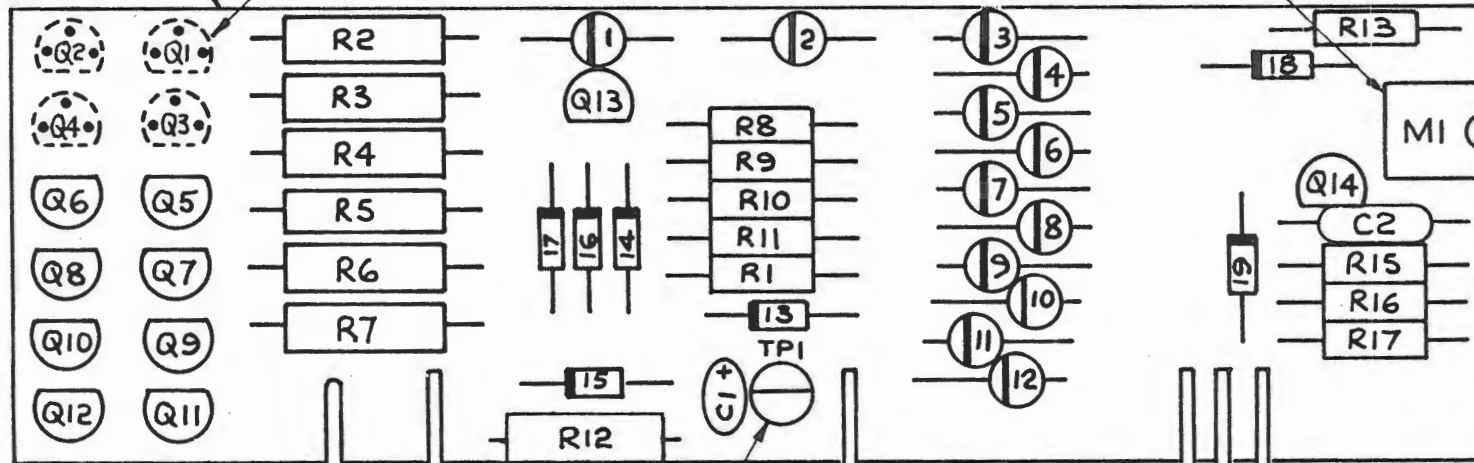 Q2 Q1 R2 1 2 3 R13
4 18
R3 Q13 5
Q4 Q3 R8 M1
R4 R9 6
Q6 Q5 R5 R10 7 Q14
17 16 14 R11 8 C2
Q8 Q7 R6 R1 9 19 R15
10 R16
R7 13
Q10 Q9 TP1 11 R17
15 C1 + 12
Q12 Q11 R12